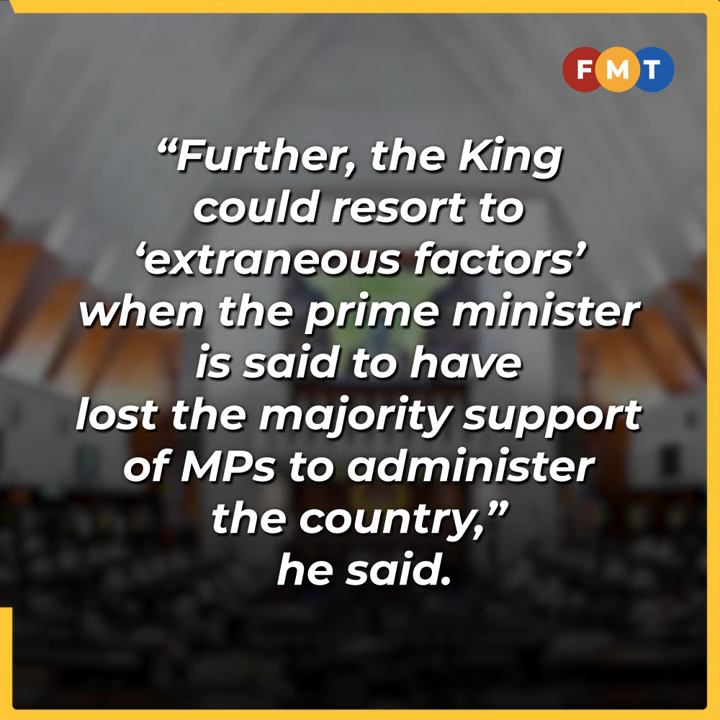 FMT
“Further, the King
could resort to
‘extraneous factors’
when the prime minister
is said to have
lost the majority support
of MPs to administer
the country,”
he said.